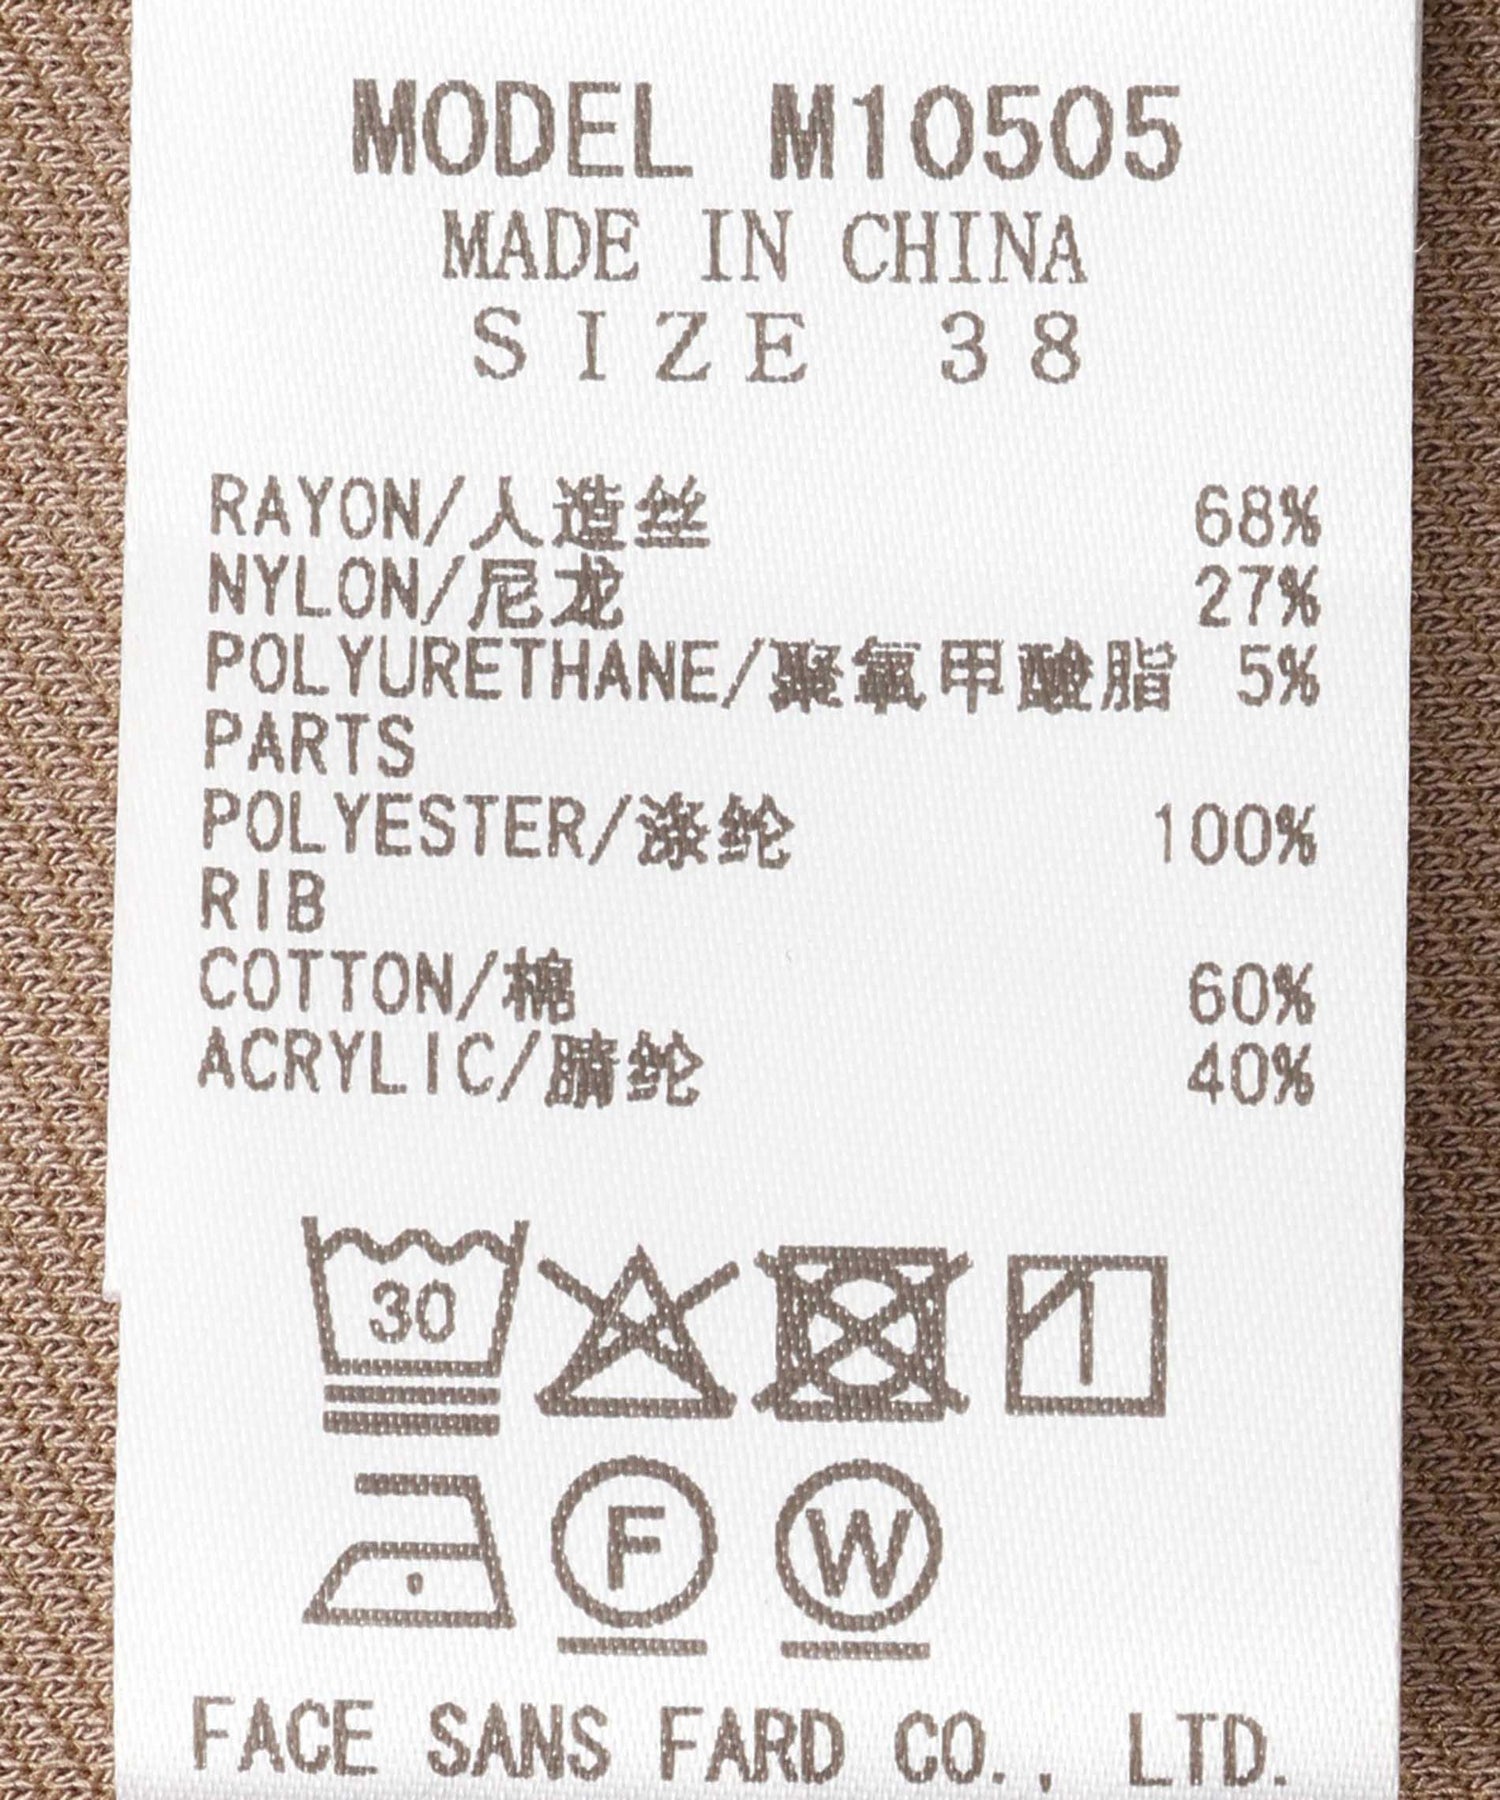 MODEL M10505
MADE IN CHINA
SIZE 38
RAYON/人造丝 68%
NYLON/尼龙 27%
POLYURETHANE/聚氨甲酸脂 5%
PARTS
POLYESTER/涤纶 100%
RIB
COTTON/棉 60%
ACRYLIC/腈纶 40%
30
F W
FACE SANS FARD CO., LTD.